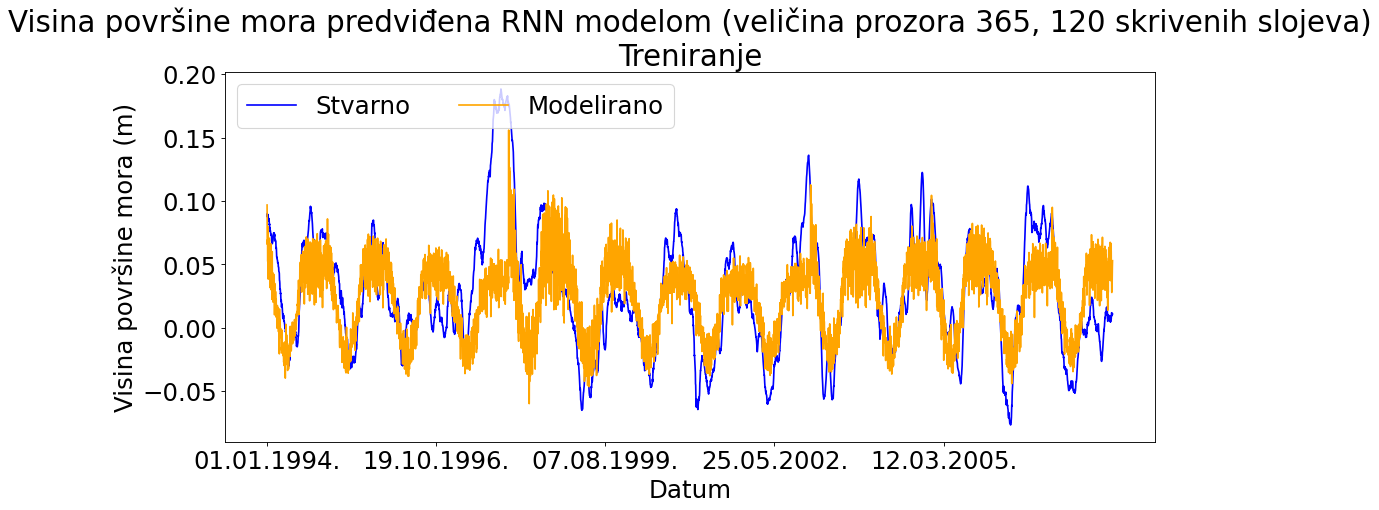 Visina površine mora predviđena RNN modelom (veličina prozora 365, 120 skrivenih slojeva)
Treniranje
Stvarno
Modelirano
Visina površine mora (m)
0.20
0.15
0.10
0.05
0.00
−0.05
01.01.1994. 19.10.1996. 07.08.1999. 25.05.2002. 12.03.2005.
Datum